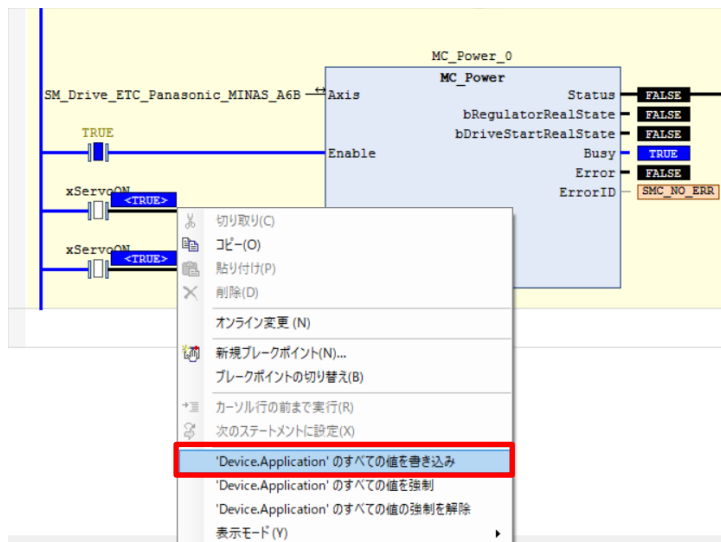 MC_Power_0
MC_Power
SM_Drive_ETC_Panasonic_MINAS_A6B Axis Status FALSE
bRegulatorRealState FALSE
TRUE bDriveStartRealState FALSE
Enable Busy TRUE
Error FALSE
xServoON <TRUE> ErrorID SMC_NO_ERR
切り取り(C)
コピー(O)
xServoON <TRUE>
貼り付け(P)
削除(D)
オンライン変更 (N)
新規ブレークポイント(N)...
ブレークポイントの切り替え(B)
カーソル行の前まで実行(R)
次のステートメントに設定(X)
'Device.Application' のすべての値を書き込み
'Device.Application' のすべての値を強制
'Device.Application' のすべての値の強制を解除
表示モード (Y)